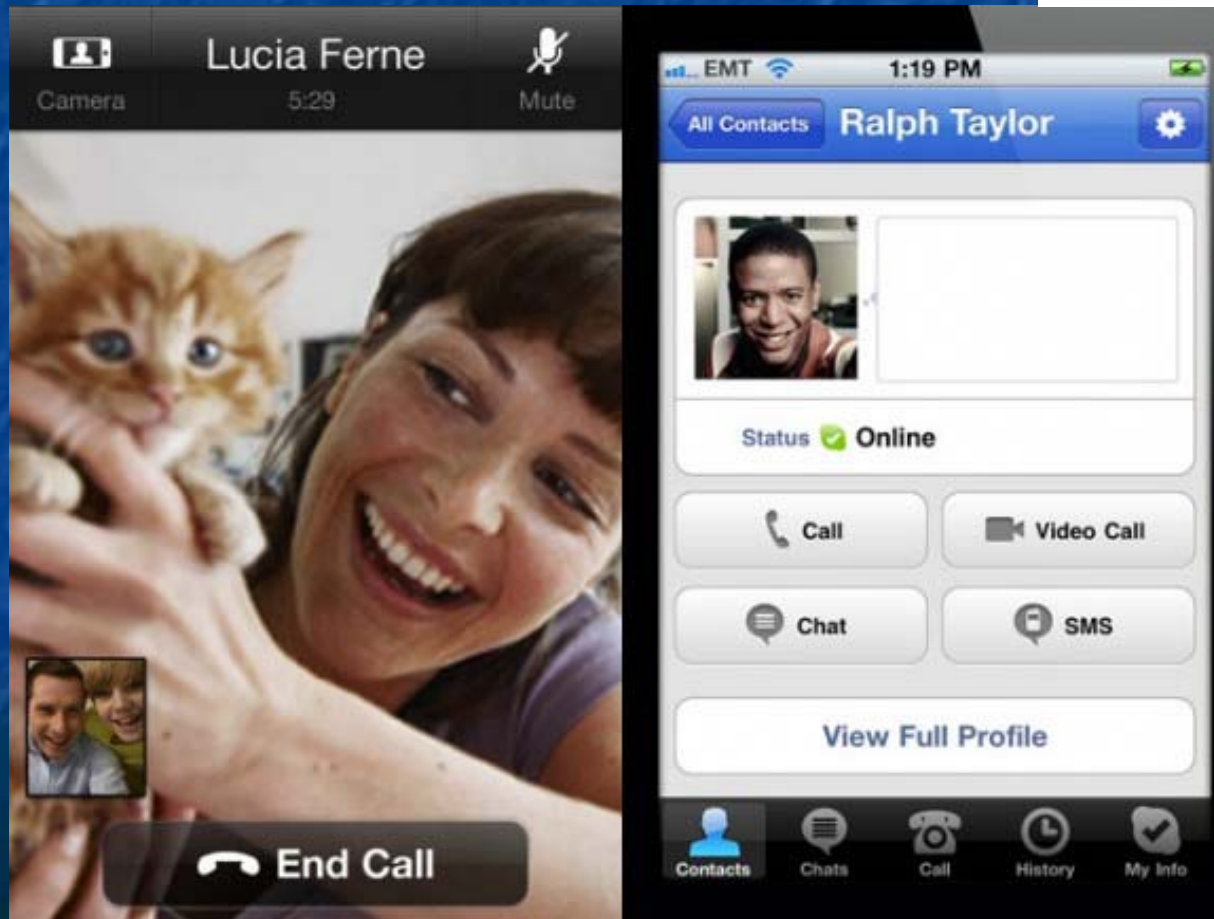 Lucia Ferne
Camera 5:29 Mute
End Call
EMT 1:19 PM
All Contacts Ralph Taylor
Status Online
Call Video Call
Chat SMS
View Full Profile
Contacts Chats Call History My Info